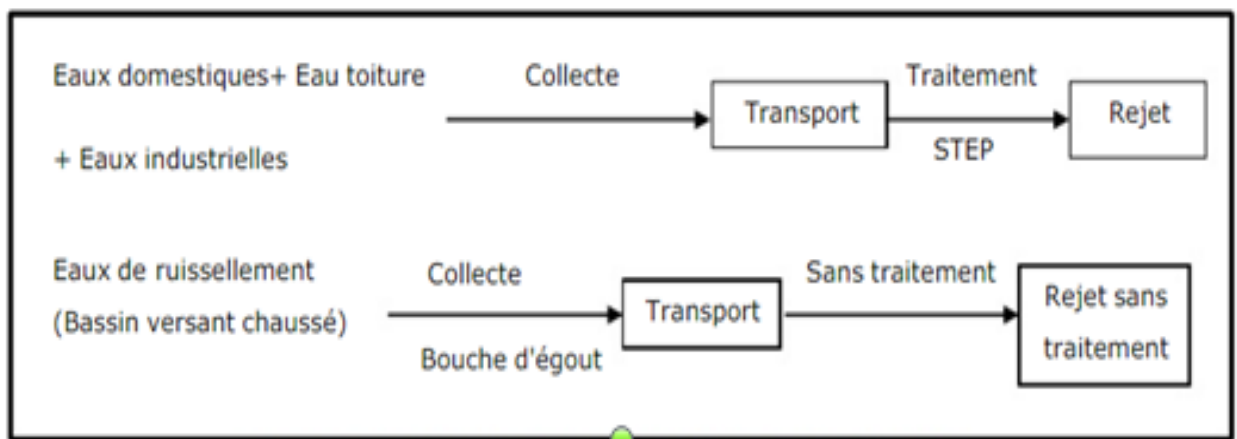 Eaux domestiques+ Eau toiture
Collecte
Transport
Traitement
STEP
Rejet
+ Eaux industrielles
Eaux de ruissellement
(Bassin versant chaussé)
Collecte
Bouche d'égout
Transport
Sans traitement
Rejet sans
traitement